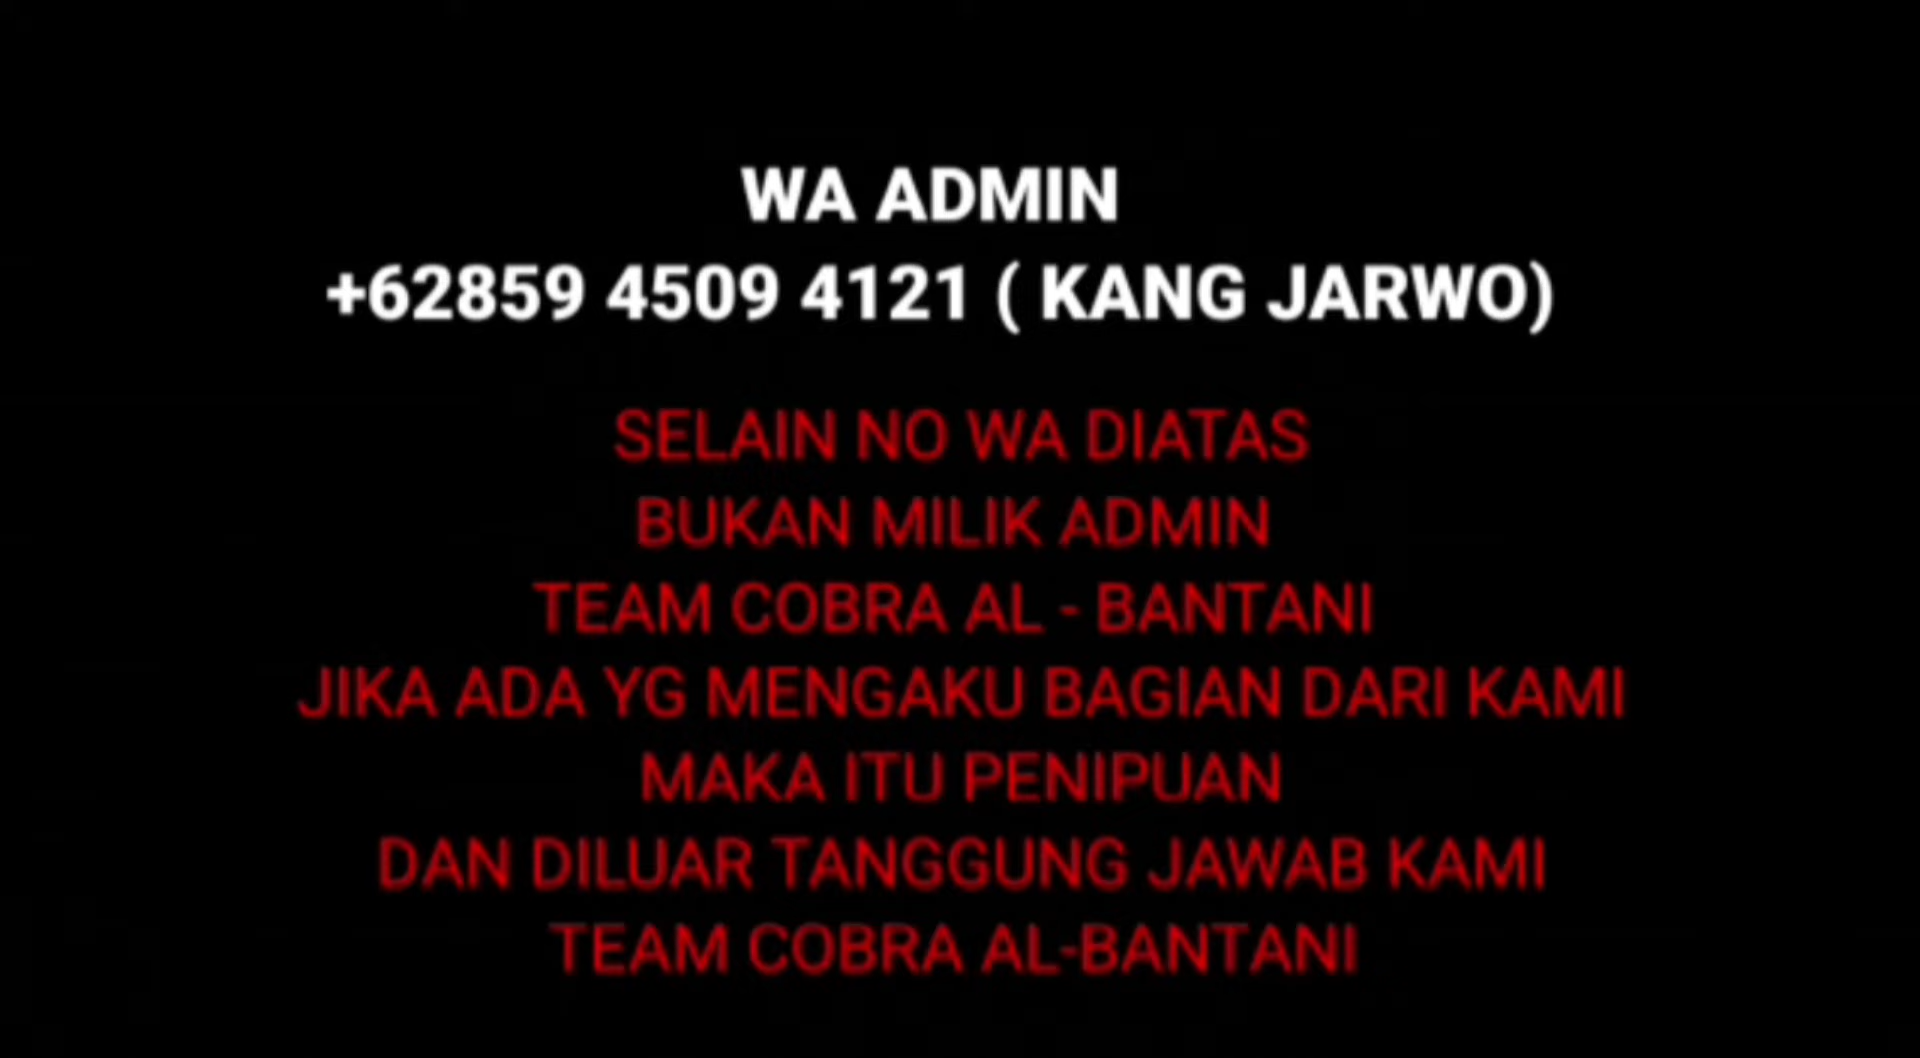 WA ADMIN
+62859 4509 4121 ( KANG JARWO)
SELAIN NO WA DIATAS
BUKAN MILIK ADMIN
TEAM COBRA AL - BANTANI
JIKA ADA YG MENGAKU BAGIAN DARI KAMI
MAKA ITU PENIPUAN
DAN DILUAR TANGGUNG JAWAB KAMI
TEAM COBRA AL-BANTANI